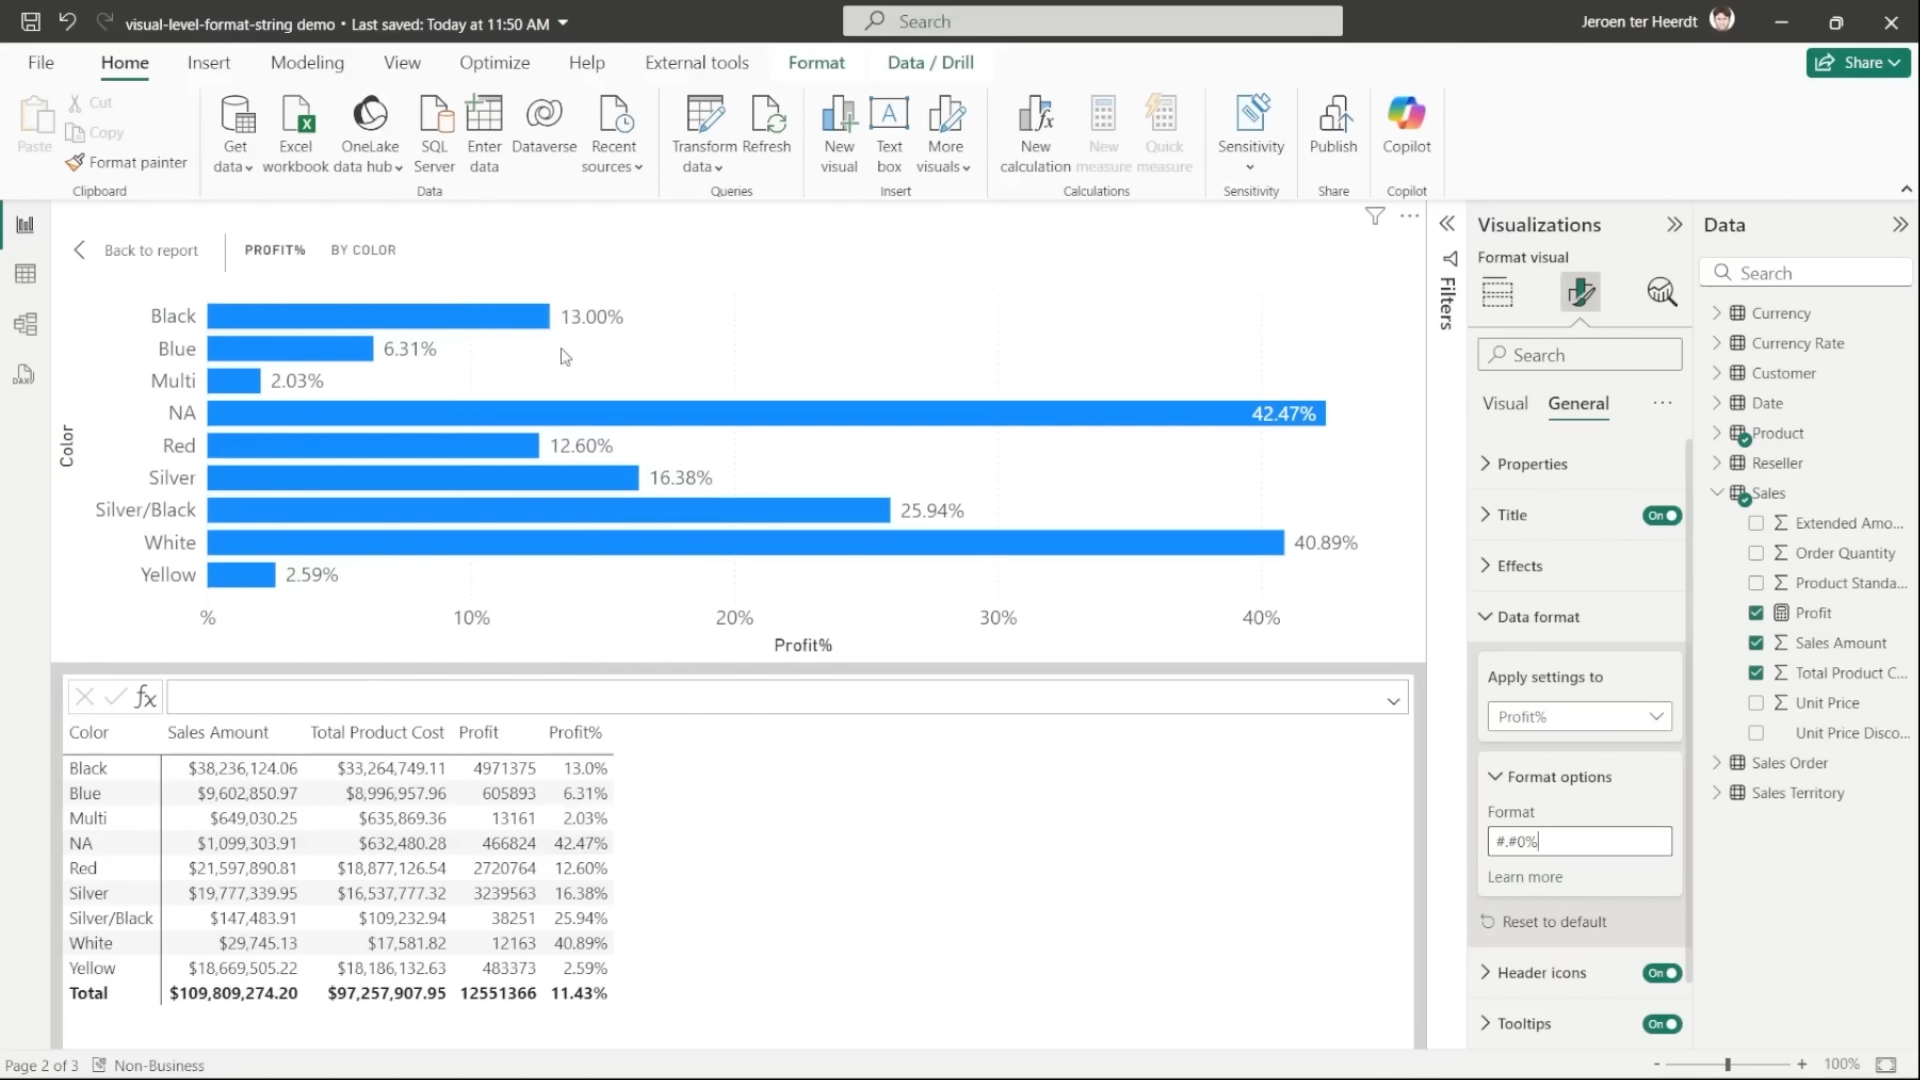 visual-level-format-string demo • Last saved: Today at 11:50 AM
Search
Jeroen ter Heerdt
File
Home
Insert
Modeling
View
Optimize
Help
External tools
Format
Data / Drill
Share
Paste
Cut
Copy
Format painter
Clipboard
Get data
Excel workbook
OneLake data hub
SQL Server
Enter data
Dataverse
Recent sources
Data
Transform data
Refresh
Queries
New visual
A
Text box
More visuals
Insert
New calculation
New measure
Quick measure
Calculations
Sensitivity
Sensitivity
Publish
Share
Copilot
Copilot
Back to report
PROFIT%
BY COLOR
Color
Black 13.00%
Blue 6.31%
Multi 2.03%
NA 42.47%
Red 12.60%
Silver 16.38%
Silver/Black 25.94%
White 40.89%
Yellow 2.59%
% 10% 20% 30% 40%
Profit%
fx
Color Sales Amount Total Product Cost Profit Profit%
Black $38,236,124.06 $33,264,749.11 4971375 13.0%
Blue $9,602,850.97 $8,996,957.96 605893 6.31%
Multi $649,030.25 $635,869.36 13161 2.03%
NA $1,099,303.91 $632,480.28 466824 42.47%
Red $21,597,890.81 $18,877,126.54 2720764 12.60%
Silver $19,777,339.95 $16,537,777.32 3239563 16.38%
Silver/Black $147,483.91 $109,232.94 38251 25.94%
White $29,745.13 $17,581.82 12163 40.89%
Yellow $18,669,505.22 $18,186,132.63 483373 2.59%
Total $109,809,274.20 $97,257,907.95 12551366 11.43%
Filters
Visualizations
Format visual
Search
Visual
General
Properties
Title On
Effects
Data format
Apply settings to
Profit%
Format options
Format
#.#0%
Learn more
Reset to default
Header icons On
Tooltips On
Data
Search
Currency
Currency Rate
Customer
Date
Product
Reseller
Sales
Extended Amo...
Order Quantity
Product Standa...
Profit
Sales Amount
Total Product C...
Unit Price
Unit Price Disco...
Sales Order
Sales Territory
Page 2 of 3
Non-Business
- + 100%